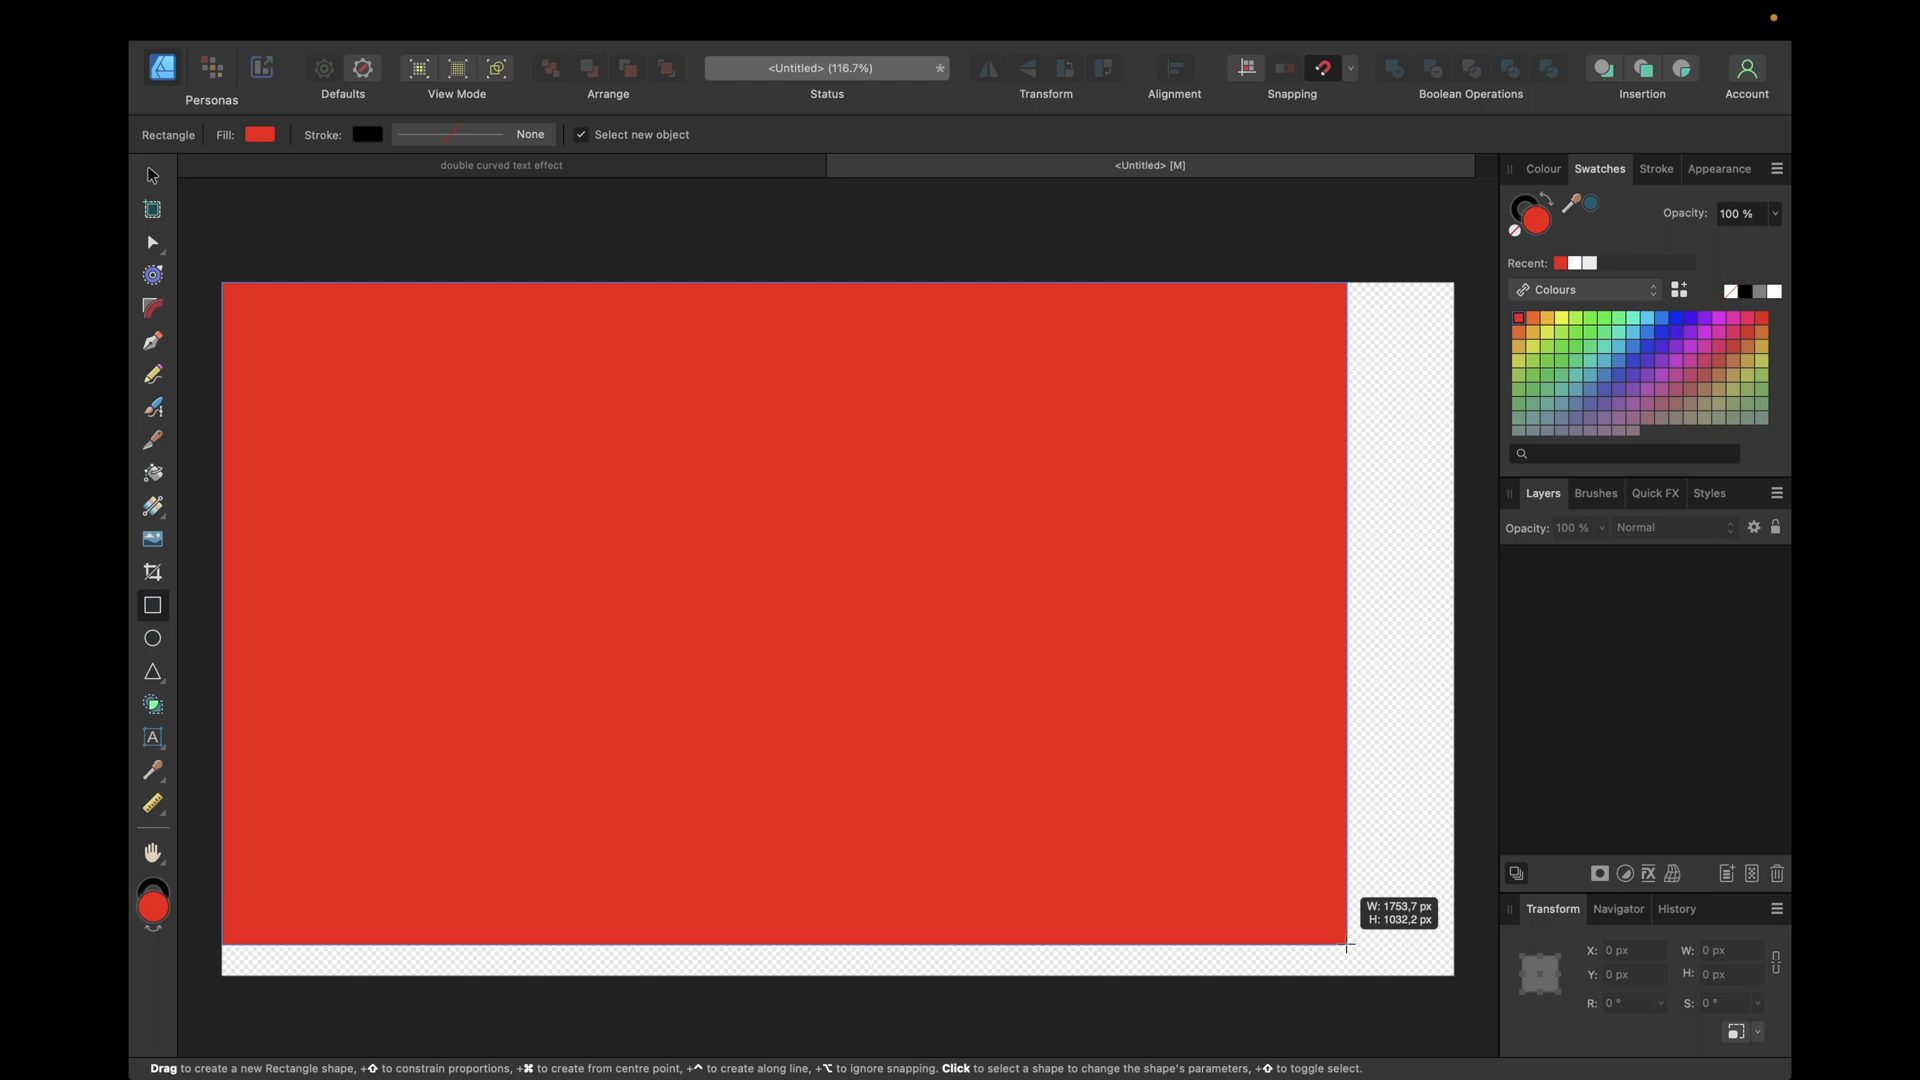 <Untitled> (116.7%)
*
Personas
Defaults
View Mode
Arrange
Status
Transform
Alignment
Snapping
Boolean Operations
Insertion
Account
Rectangle
Fill:
Stroke:
None
Select new object
double curved text effect
<Untitled> [M]
Colour
Swatches
Stroke
Appearance
Opacity:
100 %
Recent:
Colours
Layers
Brushes
Quick FX
Styles
Opacity:
100 %
Normal
W: 1753,7 px
H: 1032,2 px
Transform
Navigator
History
X:
0 px
W:
0 px
Y:
0 px
H:
0 px
R:
0 °
S:
0 °
Drag to create a new Rectangle shape, +⇧ to constrain proportions, +⌘ to create from centre point, +⌃ to create along line, +⌥ to ignore snapping. Click to select a shape to change the shape's parameters, +⇧ to toggle select.